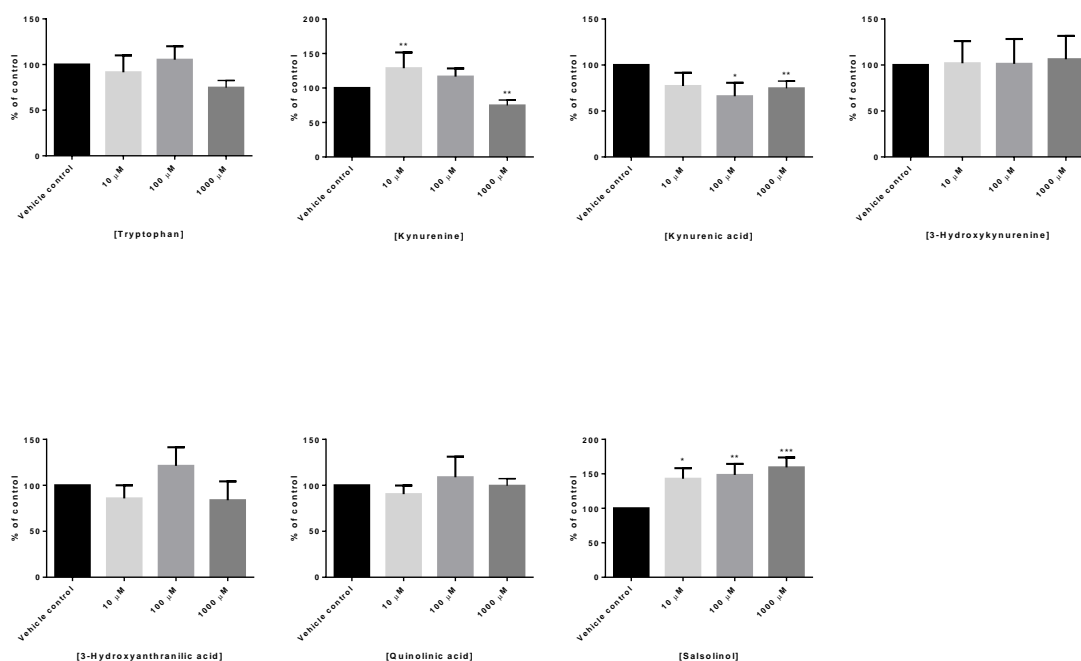 150
100
50
0
% of control
Vehicle control
10 μM
100 μM
1000 μM
[Tryptophan]
200
150
100
50
0
% of control
**
**
Vehicle control
10 μM
100 μM
1000 μM
[Kynurenine]
150
100
50
0
% of control
*
**
Vehicle control
10 μM
100 μM
1000 μM
[Kynurenic acid]
150
100
50
0
% of control
Vehicle control
10 μM
100 μM
1000 μM
[3-Hydroxykynurenine]
150
100
50
0
% of control
Vehicle control
10 μM
100 μM
1000 μM
[3-Hydroxyanthranilic acid]
150
100
50
0
% of control
Vehicle control
10 μM
100 μM
1000 μM
[Quinolinic acid]
200
150
100
50
0
% of control
*
**
***
Vehicle control
10 μM
100 μM
1000 μM
[Salsolinol]